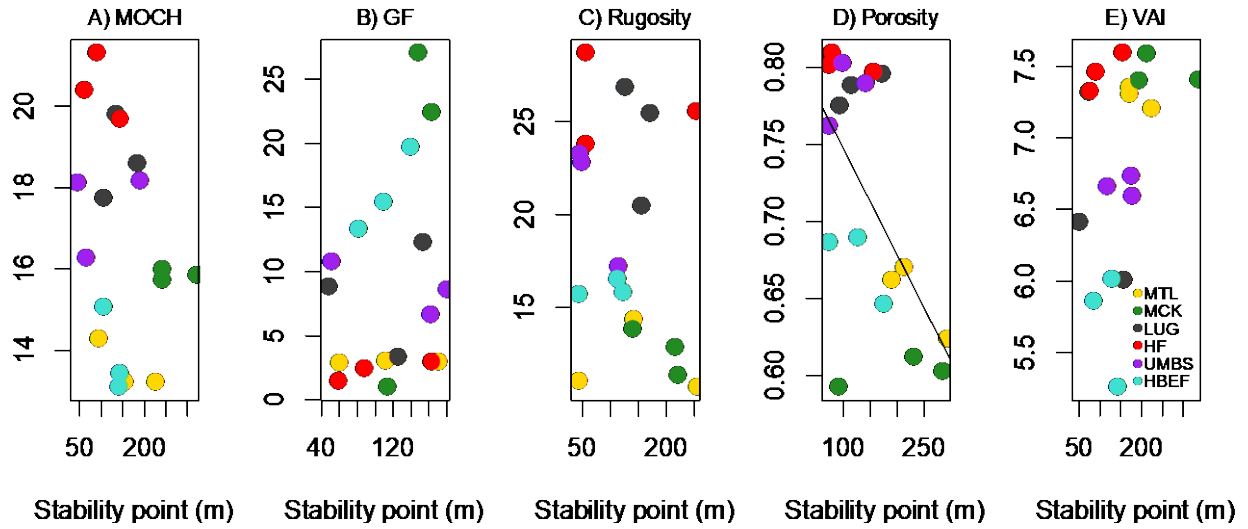 A) MOCH
B) GF
C) Rugosity
D) Porosity
E) VAI
20
18
16
14
50
200
Stability point (m)
25
20
15
10
5
0
40
120
Stability point (m)
25
20
15
50
200
Stability point (m)
0.80
0.75
0.70
0.65
0.60
100
250
Stability point (m)
7.5
7.0
6.5
6.0
5.5
50
200
Stability point (m)
MTL
MCK
LUG
HF
UMBS
HBEF